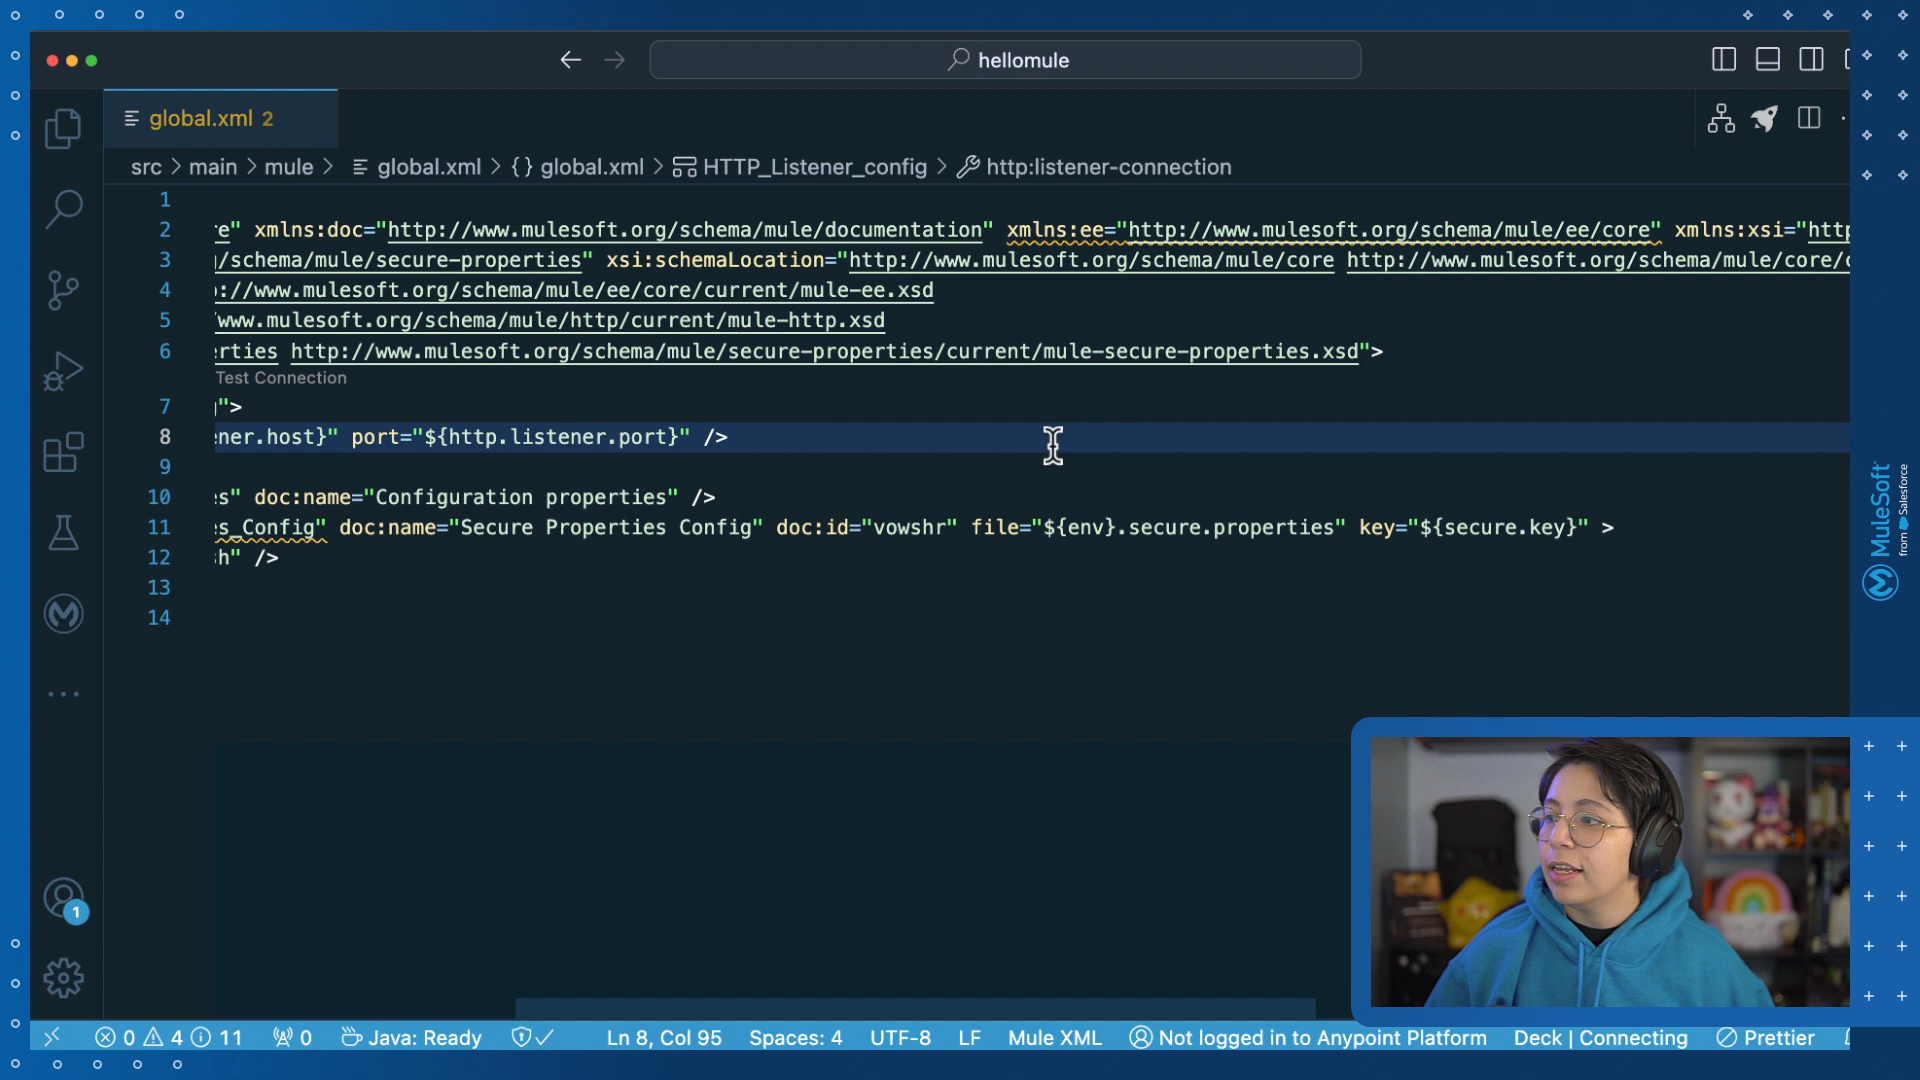 hellomule
global.xml 2
src > main > mule > global.xml > {} global.xml > HTTP_Listener_config > http:listener-connection
1
2 re" xmlns:doc="http://www.mulesoft.org/schema/mule/documentation" xmlns:ee="http://www.mulesoft.org/schema/mule/ee/core" xmlns:xsi="http
3 g/schema/mule/secure-properties" xsi:schemaLocation="http://www.mulesoft.org/schema/mule/core http://www.mulesoft.org/schema/mule/core/c
4 ://www.mulesoft.org/schema/mule/ee/core/current/mule-ee.xsd
5 /www.mulesoft.org/schema/mule/http/current/mule-http.xsd
6 erties http://www.mulesoft.org/schema/mule/secure-properties/current/mule-secure-properties.xsd">
Test Connection
7 g">
8 ener.host}" port="${http.listener.port}" />
9
10 es" doc:name="Configuration properties" />
11 es_Config" doc:name="Secure Properties Config" doc:id="vowshr" file="${env}.secure.properties" key="${secure.key}" >
12 sh" />
13
14
MuleSoft
from Salesforce
1
0 4 11 0 Java: Ready Ln 8, Col 95 Spaces: 4 UTF-8 LF Mule XML Not logged in to Anypoint Platform Deck | Connecting Prettier